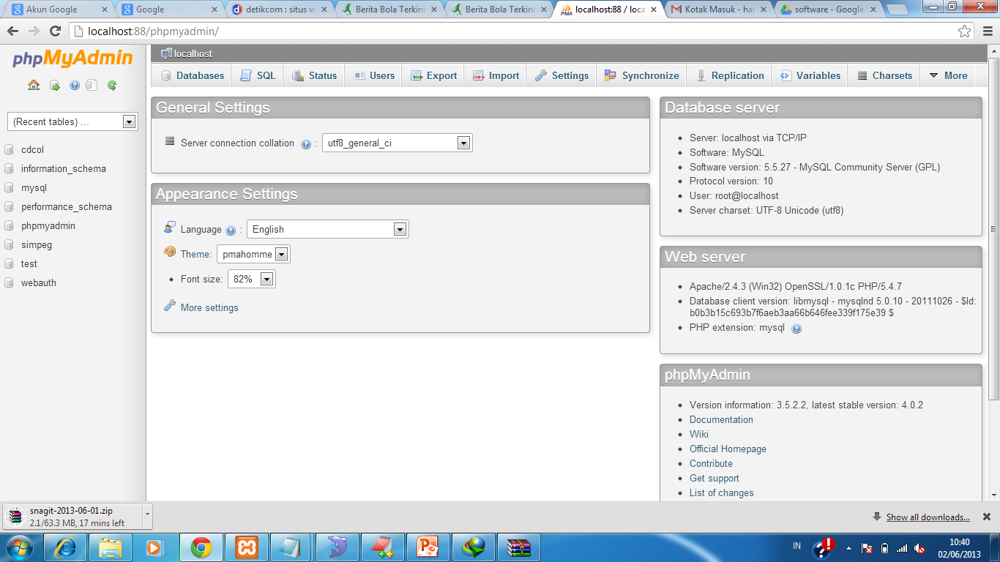 Akun Google
Google
detikcom : situs w
Berita Bola Terkini
Berita Bola Terkini
localhost:88 / loca
Kotak Masuk - har
software - Google
localhost:88/phpmyadmin/
phpMyAdmin
(Recent tables) ...
cdcol
information_schema
mysql
performance_schema
phpmyadmin
simpeg
test
webauth
localhost
Databases
SQL
Status
Users
Export
Import
Settings
Synchronize
Replication
Variables
Charsets
More
General Settings
Server connection collation : utf8_general_ci
Appearance Settings
Language : English
Theme: pmahomme
Font size: 82%
More settings
Database server
Server: localhost via TCP/IP
Software: MySQL
Software version: 5.5.27 - MySQL Community Server (GPL)
Protocol version: 10
User: root@localhost
Server charset: UTF-8 Unicode (utf8)
Web server
Apache/2.4.3 (Win32) OpenSSL/1.0.1c PHP/5.4.7
Database client version: libmysql - mysqlnd 5.0.10 - 20111026 - $Id:
b0b3b15c693b7f6aeb3aa66b646fee339f175e39 $
PHP extension: mysql
phpMyAdmin
Version information: 3.5.2.2, latest stable version: 4.0.2
Documentation
Wiki
Official Homepage
Contribute
Get support
List of changes
snagit-2013-06-01.zip
2.1/63.3 MB, 17 mins left
Show all downloads...
IN
10:40
02/06/2013